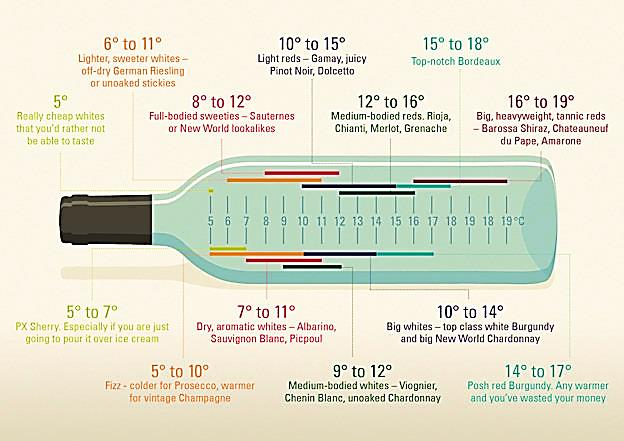 6° to 11°
Lighter, sweeter whites –
off-dry German Riesling
or unoaked stickies
10° to 15°
Light reds – Gamay, juicy
Pinot Noir, Dolcetto
15° to 18°
Top-notch Bordeaux
5°
Really cheap whites
that you'd rather not
be able to taste
8° to 12°
Full-bodied sweeties – Sauternes
or New World lookalikes
12° to 16°
Medium-bodied reds. Rioja,
Chianti, Merlot, Grenache
16° to 19°
Big, heavyweight, tannic reds
– Barossa Shiraz, Chateauneuf
du Pape, Amarone
5 6 7 8 9 10 11 12 13 14 15 16 17 18 19 °C
5° to 7°
PX Sherry. Especially if you are just
going to pour it over ice cream
7° to 11°
Dry, aromatic whites – Albarino,
Sauvignon Blanc, Picpoul
10° to 14°
Big whites – top class white Burgundy
and big New World Chardonnay
5° to 10°
Fizz - colder for Prosecco, warmer
for vintage Champagne
9° to 12°
Medium-bodied whites – Viognier,
Chenin Blanc, unoaked Chardonnay
14° to 17°
Posh red Burgundy. Any warmer
and you've wasted your money